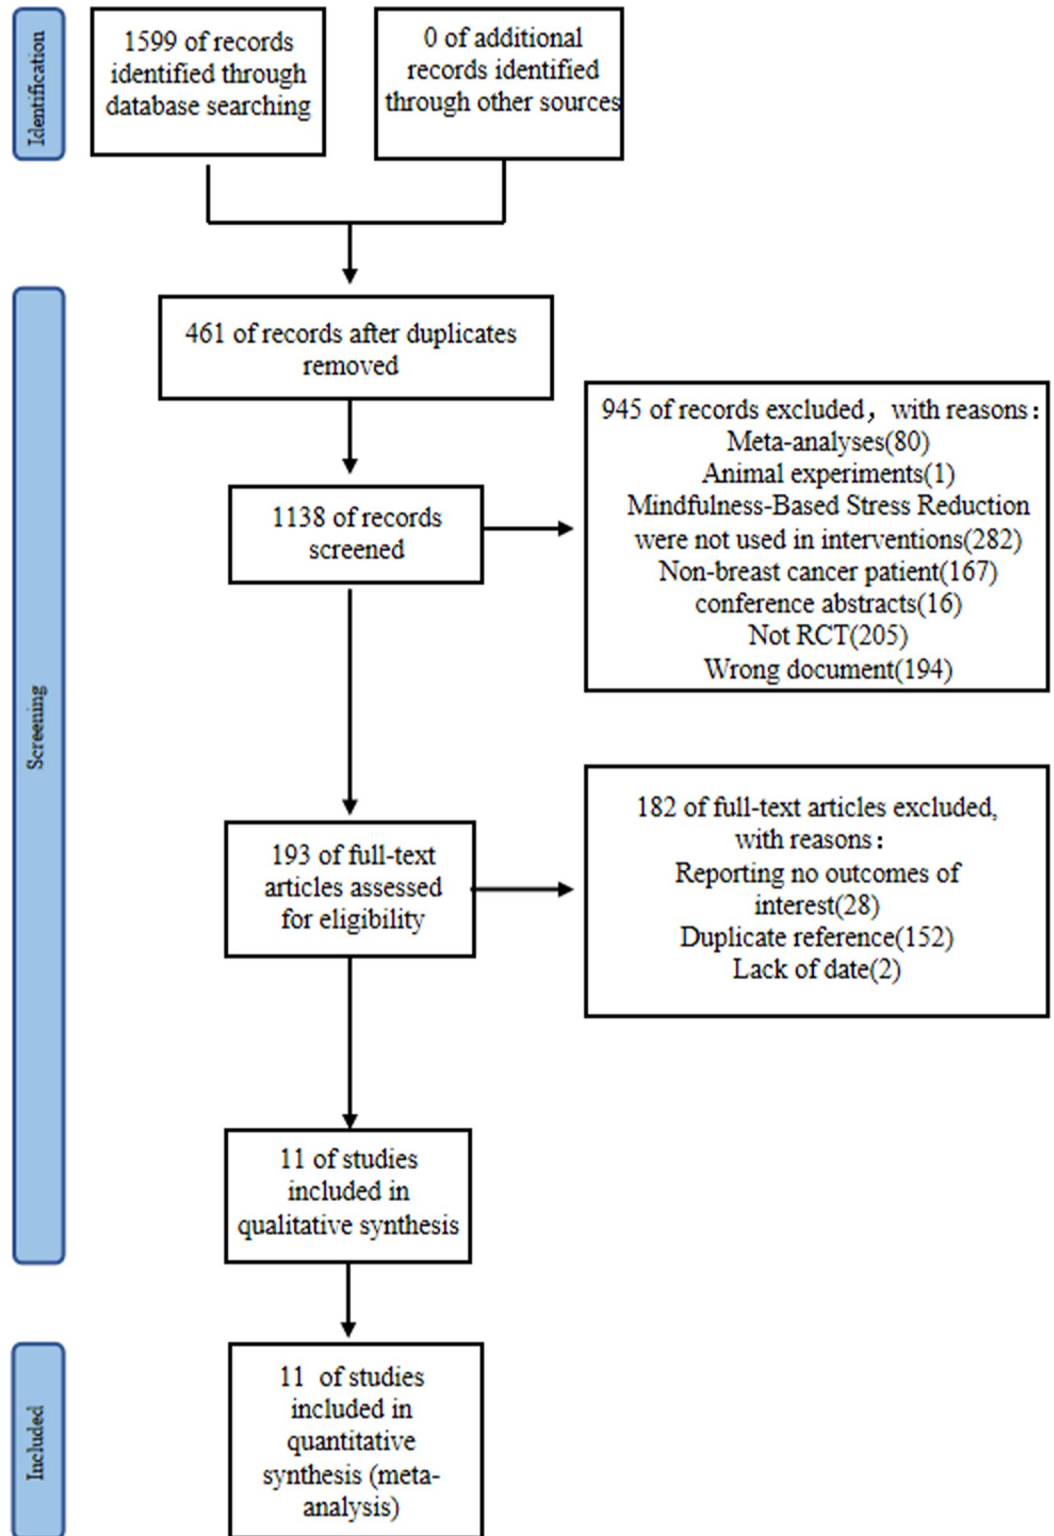 Identification
1599 of records
identified through
database searching
0 of additional
records identified
through other sources
Screening
461 of records after duplicates
removed
1138 of records
screened
945 of records excluded，with reasons：
Meta-analyses(80)
Animal experiments(1)
Mindfulness-Based Stress Reduction
were not used in interventions(282)
Non-breast cancer patient(167)
conference abstracts(16)
Not RCT(205)
Wrong document(194)
193 of full-text
articles assessed
for eligibility
182 of full-text articles excluded,
with reasons：
Reporting no outcomes of
interest(28)
Duplicate reference(152)
Lack of date(2)
11 of studies
included in
qualitative synthesis
Included
11 of studies
included in
quantitative
synthesis (meta-
analysis)